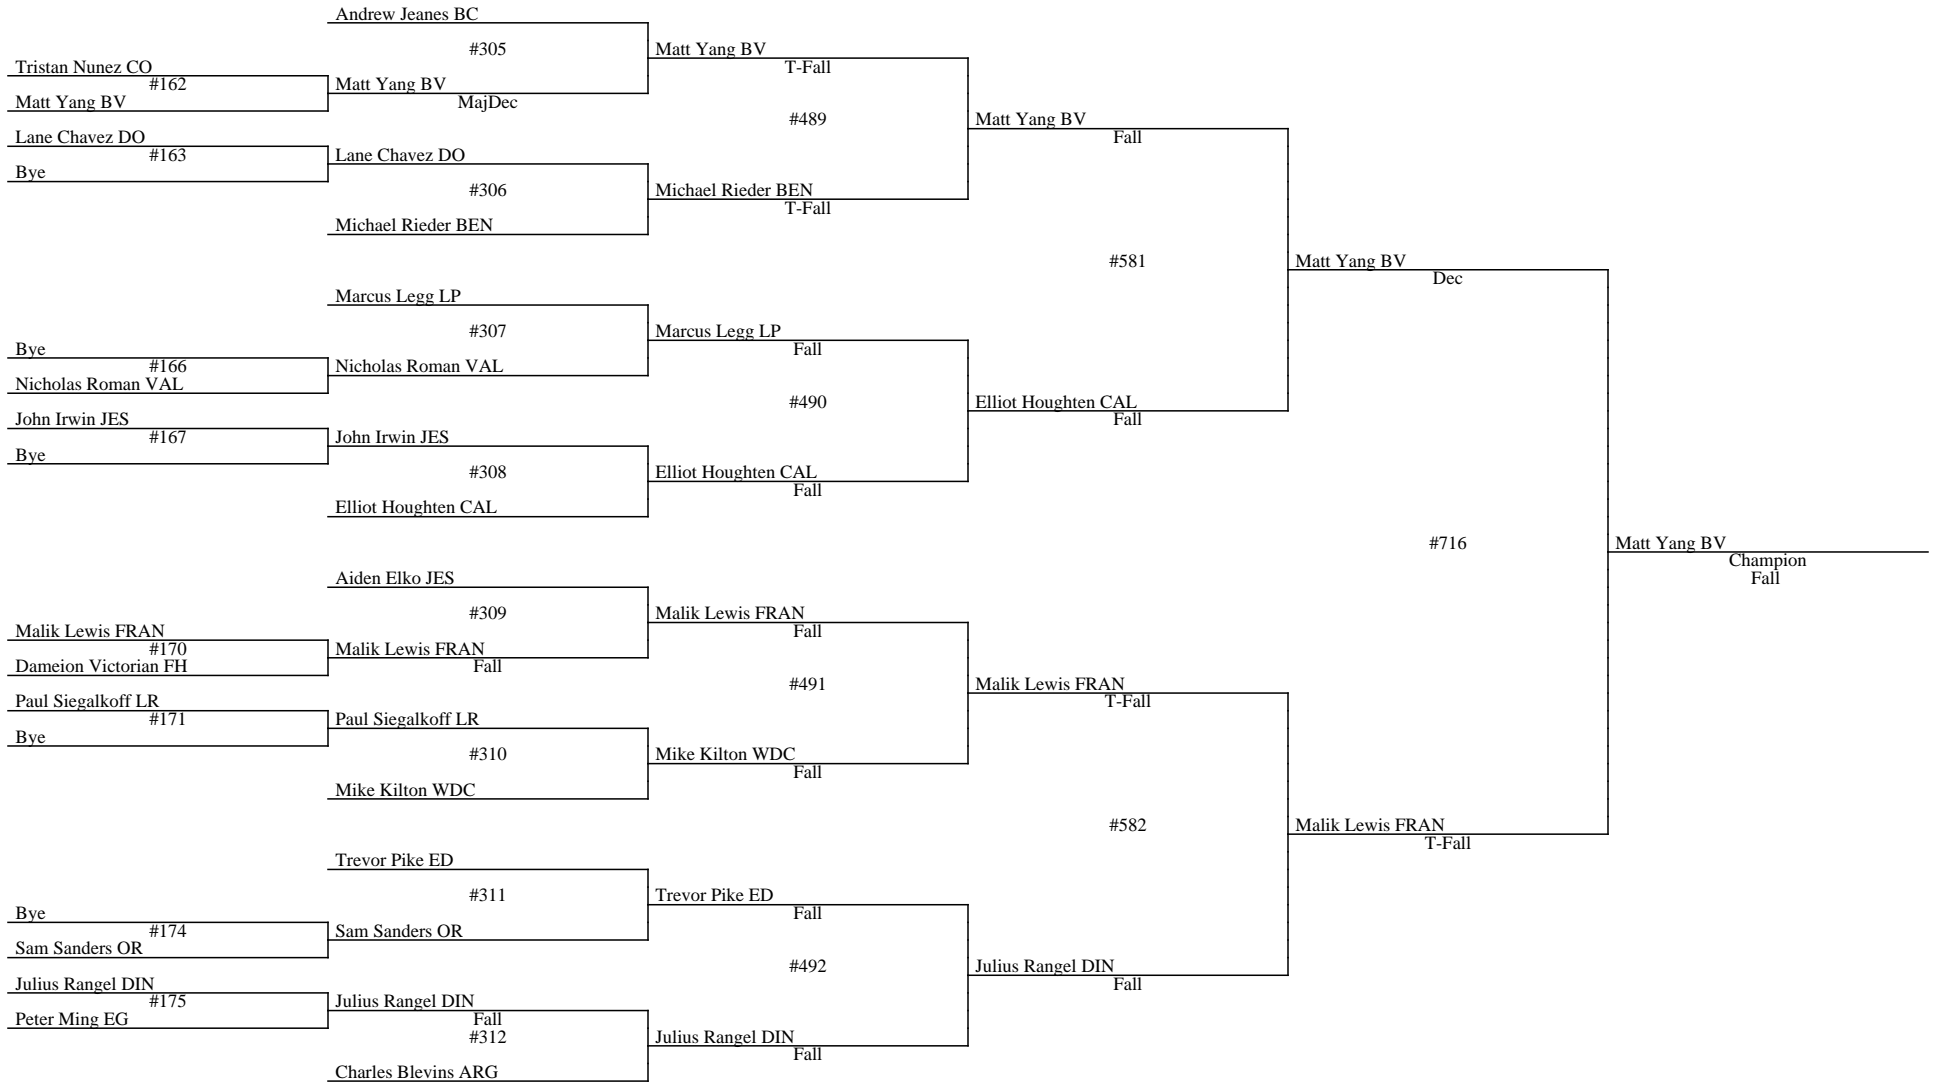 Andrew Jeanes BC
#305
Matt Yang BV
T-Fall
Tristan Nunez CO
#162
Matt Yang BV
Matt Yang BV
MajDec
#489
Matt Yang BV
Fall
Lane Chavez DO
#163
Bye
Lane Chavez DO
#306
Michael Rieder BEN
T-Fall
Michael Rieder BEN
#581
Matt Yang BV
Dec
Marcus Legg LP
#307
Marcus Legg LP
Fall
Bye
#166
Nicholas Roman VAL
Nicholas Roman VAL
#490
Elliot Houghten CAL
Fall
John Irwin JES
#167
Bye
John Irwin JES
#308
Elliot Houghten CAL
Fall
Elliot Houghten CAL
#716
Matt Yang BV
Champion
Fall
Aiden Elko JES
#309
Malik Lewis FRAN
Fall
Malik Lewis FRAN
#170
Dameion Victorian FH
Malik Lewis FRAN
Fall
#491
Malik Lewis FRAN
T-Fall
Paul Siegalkoff LR
#171
Bye
Paul Siegalkoff LR
#310
Mike Kilton WDC
Fall
Mike Kilton WDC
#582
Malik Lewis FRAN
T-Fall
Trevor Pike ED
#311
Trevor Pike ED
Fall
Bye
#174
Sam Sanders OR
Sam Sanders OR
#492
Julius Rangel DIN
Fall
Julius Rangel DIN
#175
Peter Ming EG
Julius Rangel DIN
Fall
#312
Julius Rangel DIN
Fall
Charles Blevins ARG